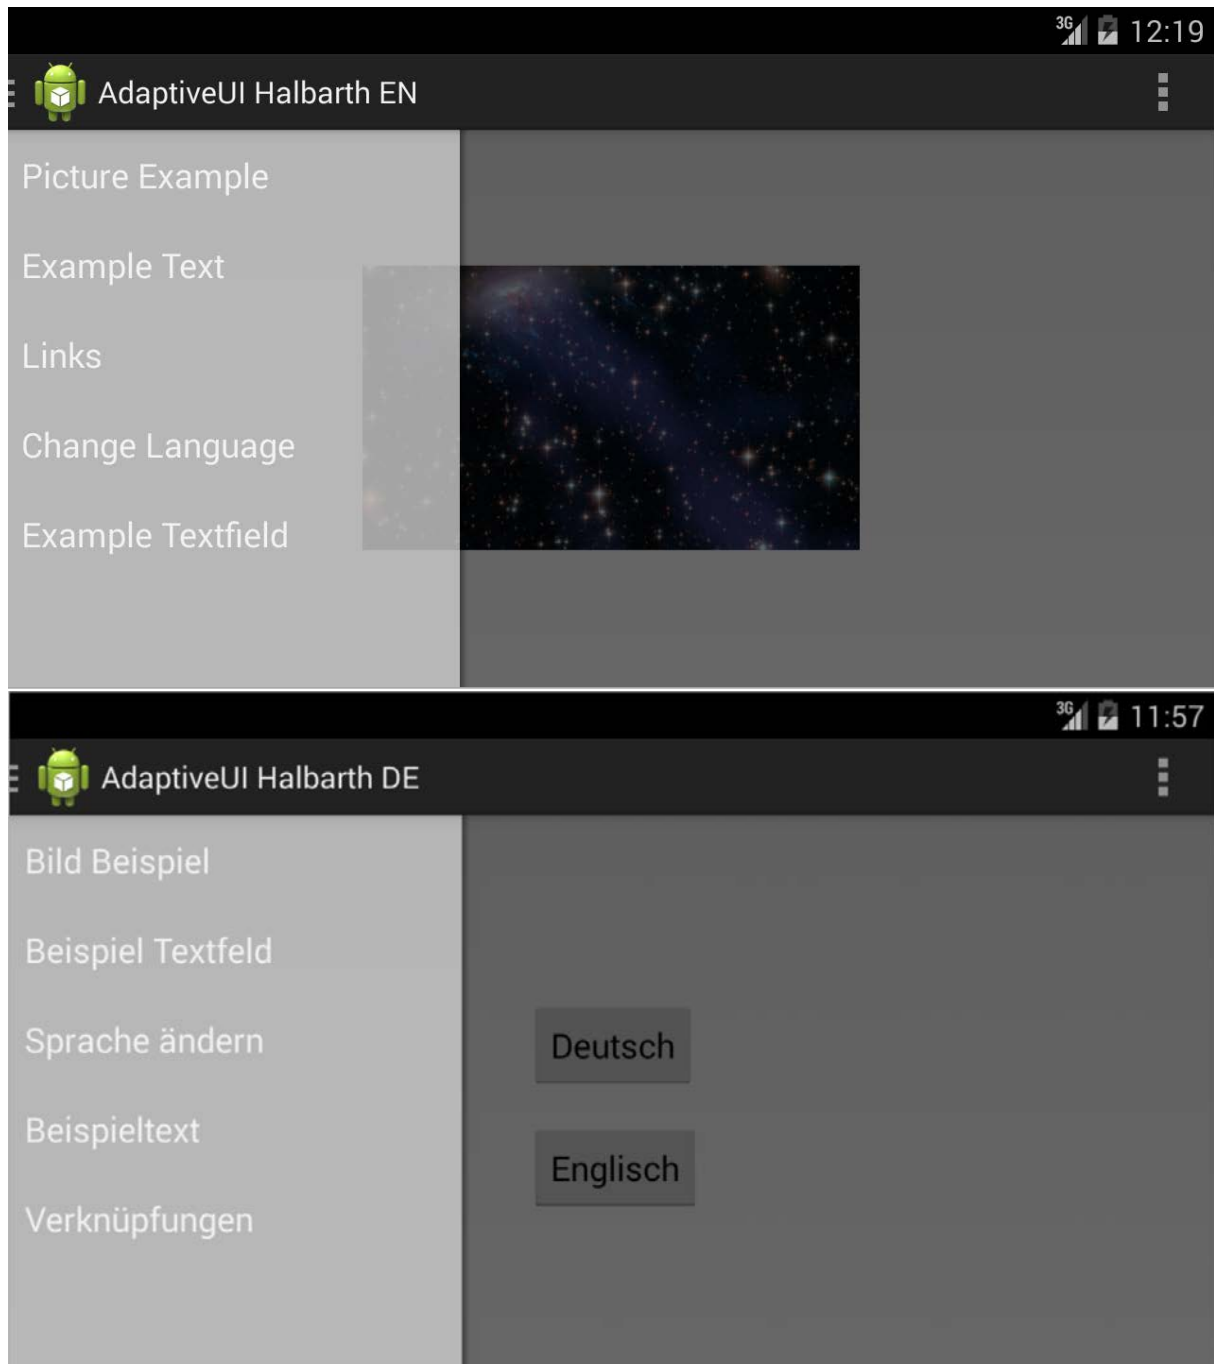 3G 12:19
AdaptiveUI Halbarth EN
Picture Example
Example Text
Links
Change Language
Example Textfield
3G 11:57
AdaptiveUI Halbarth DE
Bild Beispiel
Beispiel Textfeld
Sprache ändern
Beispieltext
Verknüpfungen
Deutsch
Englisch